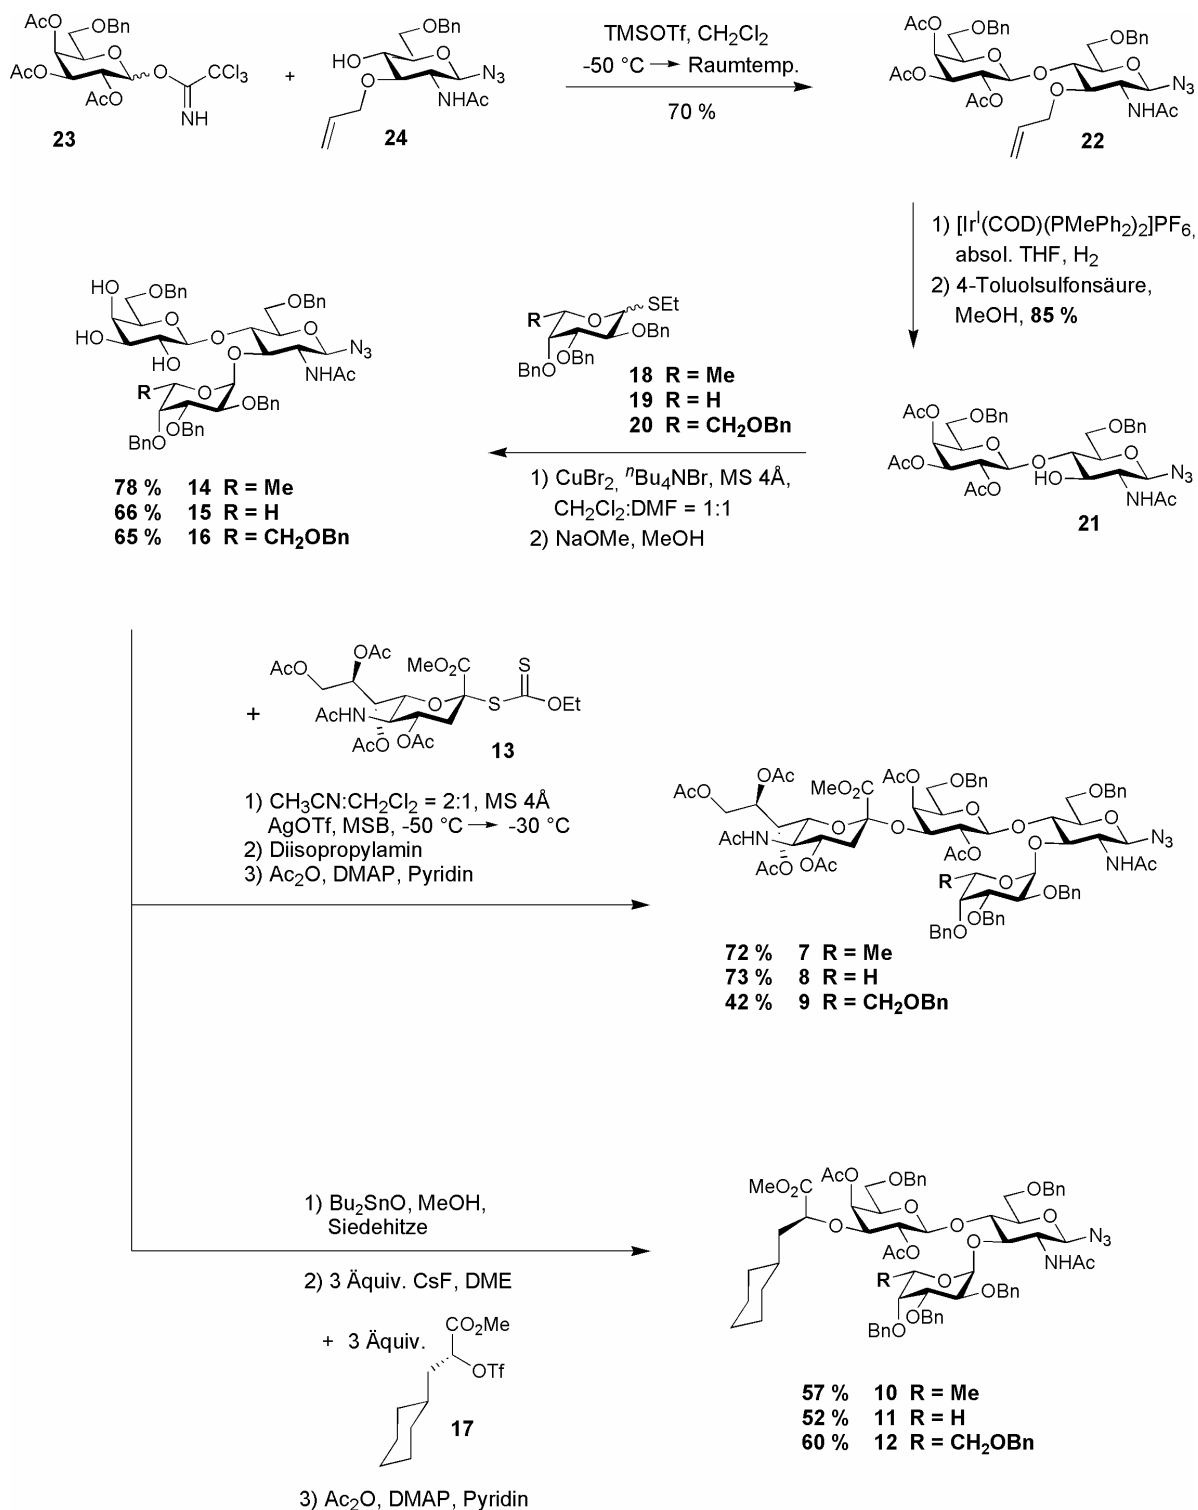 AcO OBn
O
AcO
AcO
O CCl3
NH
23
+
OBn
HO
O
O
N3
NHAc
24
TMSOTf, CH2Cl2
-50 °C → Raumtemp.
70 %
AcO OBn
O
AcO
AcO
O
OBn
O
O
N3
NHAc
22
1) [IrI(COD)(PMePh2)2]PF6,
absol. THF, H2
2) 4-Toluolsulfonsäure,
MeOH, 85 %
HO OBn
O
HO
HO
O
OBn
O
N3
O
NHAc
R
O
OBn
OBn
BnO
78 % 14 R = Me
66 % 15 R = H
65 % 16 R = CH2OBn
R
O
SEt
OBn
OBn
BnO
18 R = Me
19 R = H
20 R = CH2OBn
1) CuBr2, nBu4NBr, MS 4Å,
CH2Cl2:DMF = 1:1
2) NaOMe, MeOH
AcO OBn
O
AcO
AcO
O
OBn
O
HO
N3
NHAc
21
+
AcO
OAc
MeO2C
S
O
S
OEt
AcHN
AcO
OAc
13
1) CH3CN:CH2Cl2 = 2:1, MS 4Å
AgOTf, MSB, -50 °C → -30 °C
2) Diisopropylamin
3) Ac2O, DMAP, Pyridin
AcO
OAc
MeO2C
AcO OBn
OBn
O
O
O
O
O
N3
AcHN
AcO
NHAc
AcO
OAc
O
R
O
OBn
OBn
BnO
72 % 7 R = Me
73 % 8 R = H
42 % 9 R = CH2OBn
1) Bu2SnO, MeOH,
Siedehitze
2) 3 Äquiv. CsF, DME
+ 3 Äquiv.
CO2Me
OTf
17
3) Ac2O, DMAP, Pyridin
MeO2C
AcO OBn
OBn
O
O
O
O
N3
AcO
O
NHAc
R
O
OBn
OBn
BnO
57 % 10 R = Me
52 % 11 R = H
60 % 12 R = CH2OBn